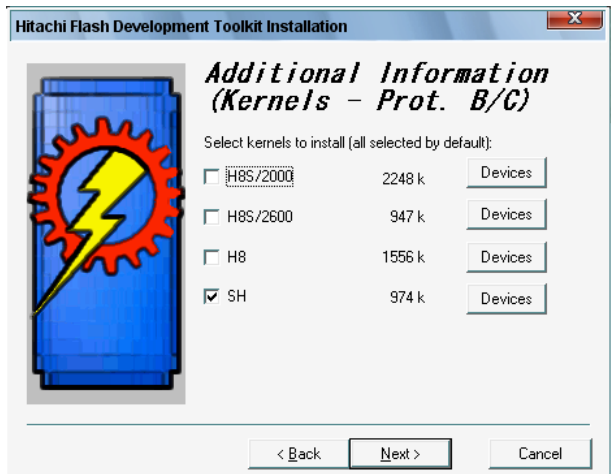 Hitachi Flash Development Toolkit Installation
Additional Information
(Kernels - Prot. B/C)
Select kernels to install (all selected by default):
H8S/2000 2248 k Devices
H8S/2600 947 k Devices
H8 1556 k Devices
SH 974 k Devices
< Back Next > Cancel